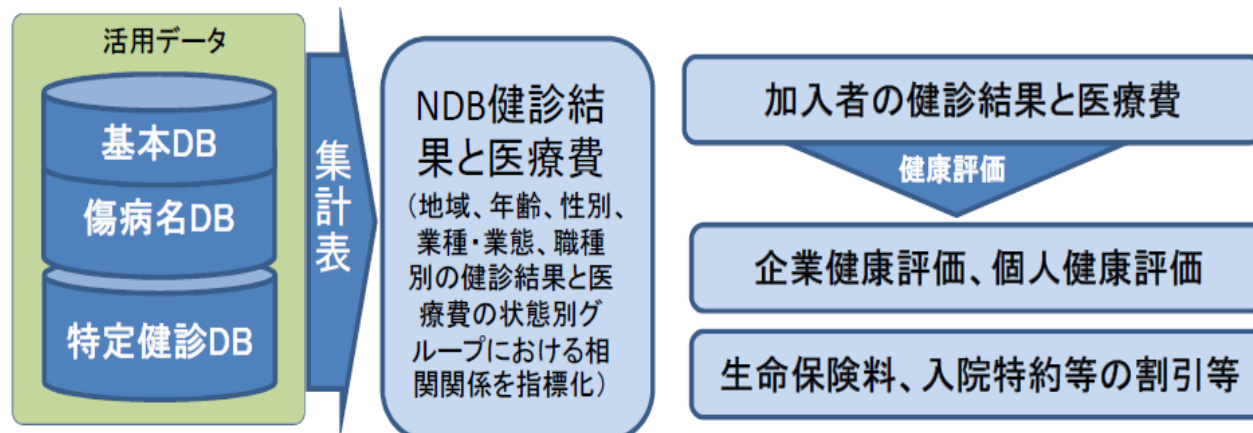 活用データ
基本DB
傷病名DB
特定健診DB
集計表
NDB健診結
果と医療費
(地域、年齢、性別、
業種・業態、職種
別の健診結果と医
療費の状態別グ
ループにおける相
関関係を指標化)
加入者の健診結果と医療費
健康評価
企業健康評価、個人健康評価
生命保険料、入院特約等の割引等